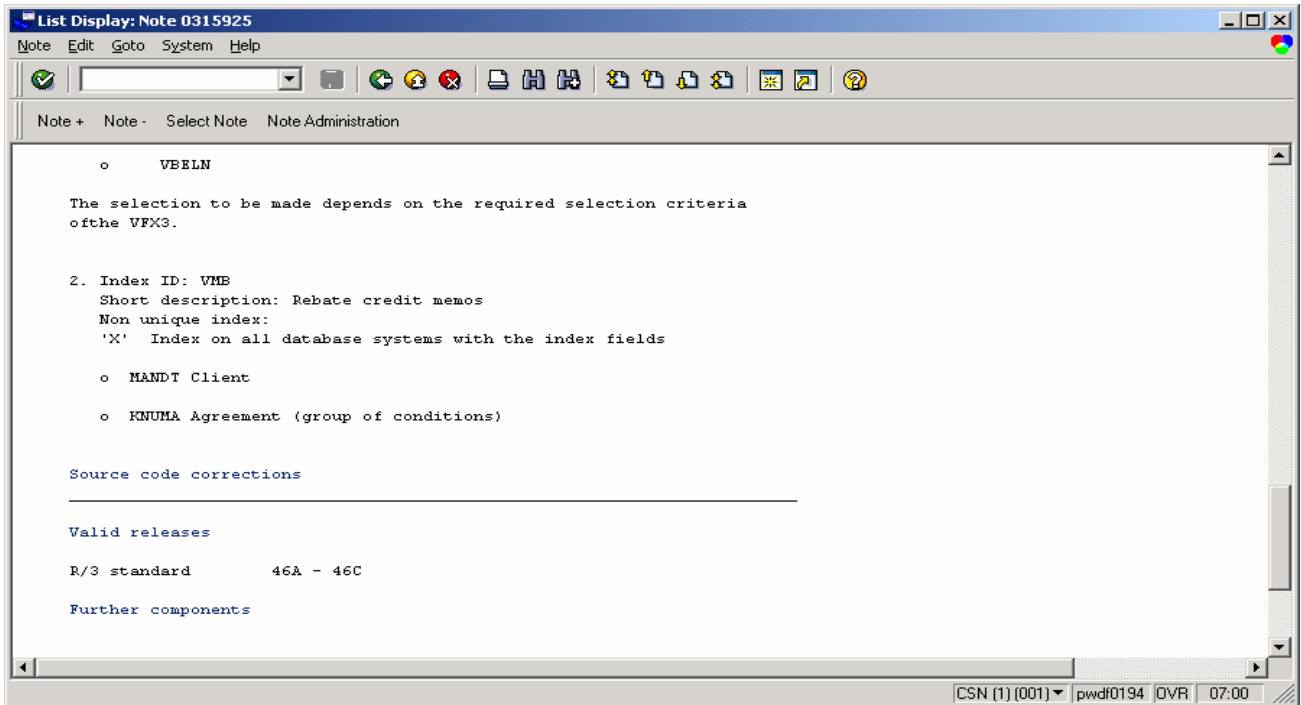 List Display: Note 0315925
Note Edit Goto System Help
Note + Note - Select Note Note Administration
o VBELN
The selection to be made depends on the required selection criteria
ofthe VFX3.
2. Index ID: VMB
Short description: Rebate credit memos
Non unique index:
'X' Index on all database systems with the index fields
o MANDT Client
o KNUMA Agreement (group of conditions)
Source code corrections
Valid releases
R/3 standard 46A - 46C
Further components
CSN (1) (001) pwdf0194 OVR 07:00